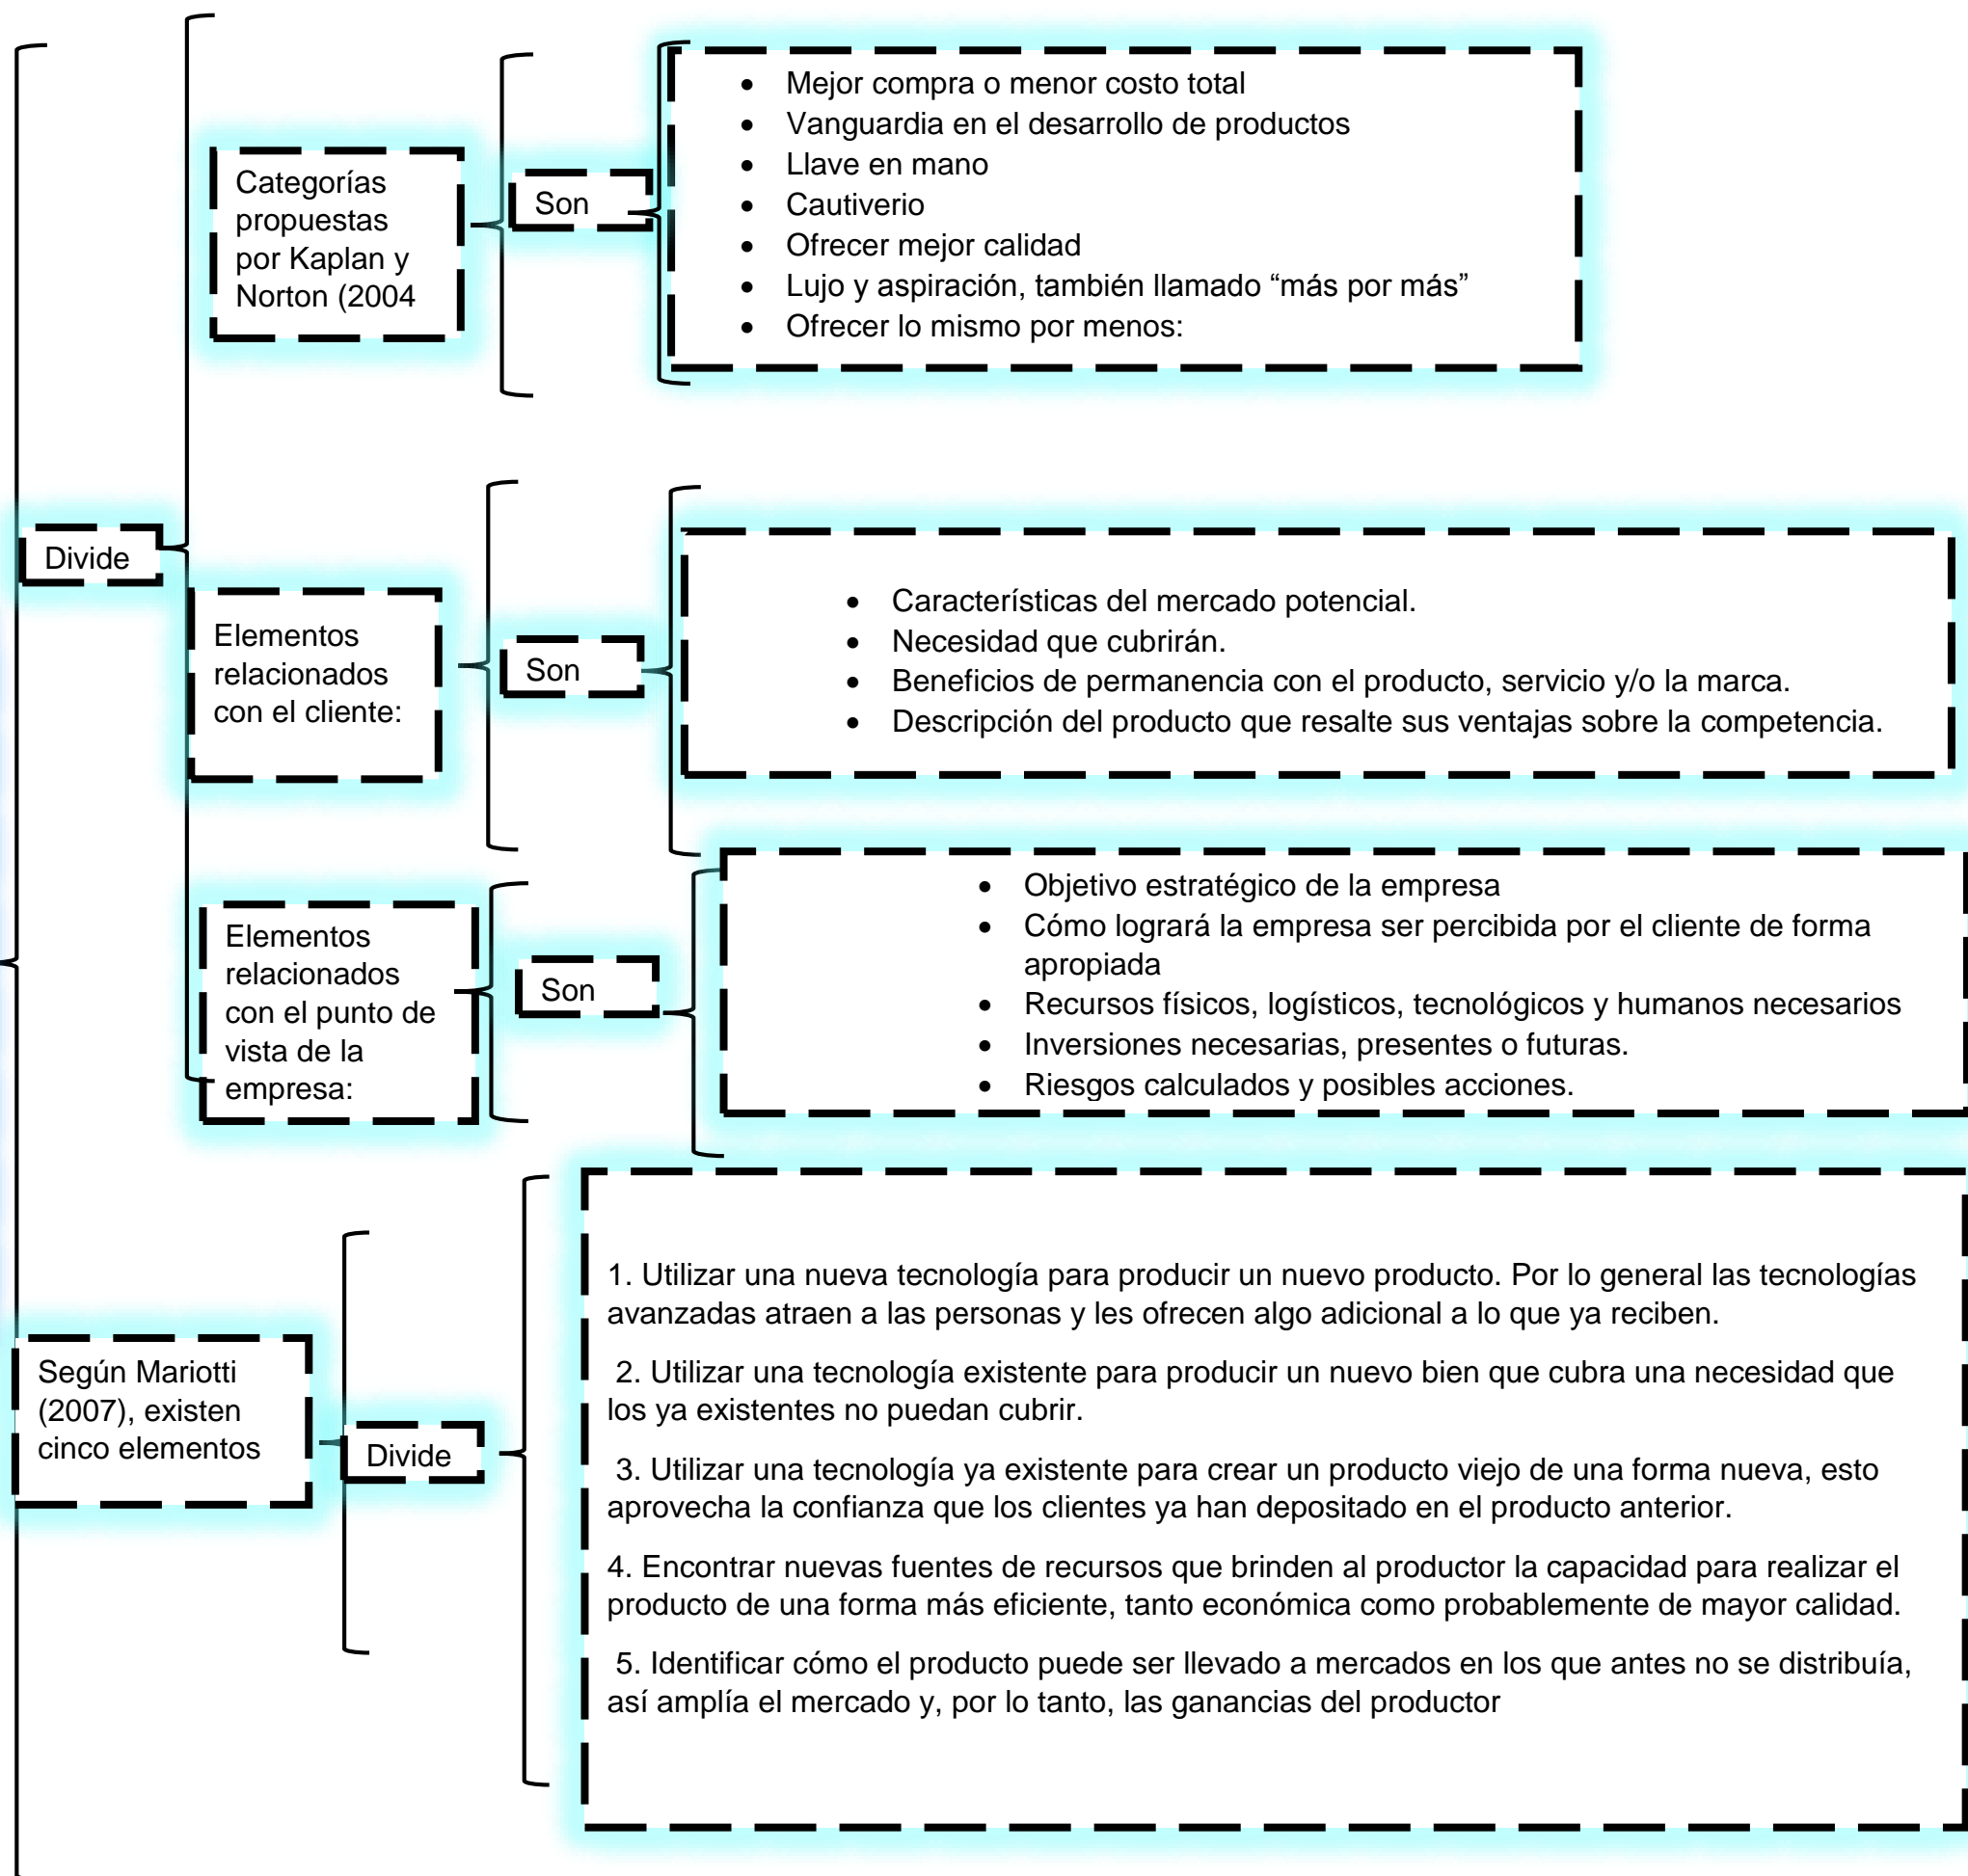 Divide
Categorías
propuestas
por Kaplan y
Norton (2004
Son
• Mejor compra o menor costo total
• Vanguardia en el desarrollo de productos
• Llave en mano
• Cautiverio
• Ofrecer mejor calidad
• Lujo y aspiración, también llamado “más por más”
• Ofrecer lo mismo por menos:
Elementos
relacionados
con el cliente:
Son
• Características del mercado potencial.
• Necesidad que cubrirán.
• Beneficios de permanencia con el producto, servicio y/o la marca.
• Descripción del producto que resalte sus ventajas sobre la competencia.
Elementos
relacionados
con el punto de
vista de la
empresa:
Son
• Objetivo estratégico de la empresa
• Cómo logrará la empresa ser percibida por el cliente de forma
apropiada
• Recursos físicos, logísticos, tecnológicos y humanos necesarios
• Inversiones necesarias, presentes o futuras.
• Riesgos calculados y posibles acciones.
Según Mariotti
(2007), existen
cinco elementos
Divide
1. Utilizar una nueva tecnología para producir un nuevo producto. Por lo general las tecnologías
avanzadas atraen a las personas y les ofrecen algo adicional a lo que ya reciben.
2. Utilizar una tecnología existente para producir un nuevo bien que cubra una necesidad que
los ya existentes no puedan cubrir.
3. Utilizar una tecnología ya existente para crear un producto viejo de una forma nueva, esto
aprovecha la confianza que los clientes ya han depositado en el producto anterior.
4. Encontrar nuevas fuentes de recursos que brinden al productor la capacidad para realizar el
producto de una forma más eficiente, tanto económica como probablemente de mayor calidad.
5. Identificar cómo el producto puede ser llevado a mercados en los que antes no se distribuía,
así amplía el mercado y, por lo tanto, las ganancias del productor